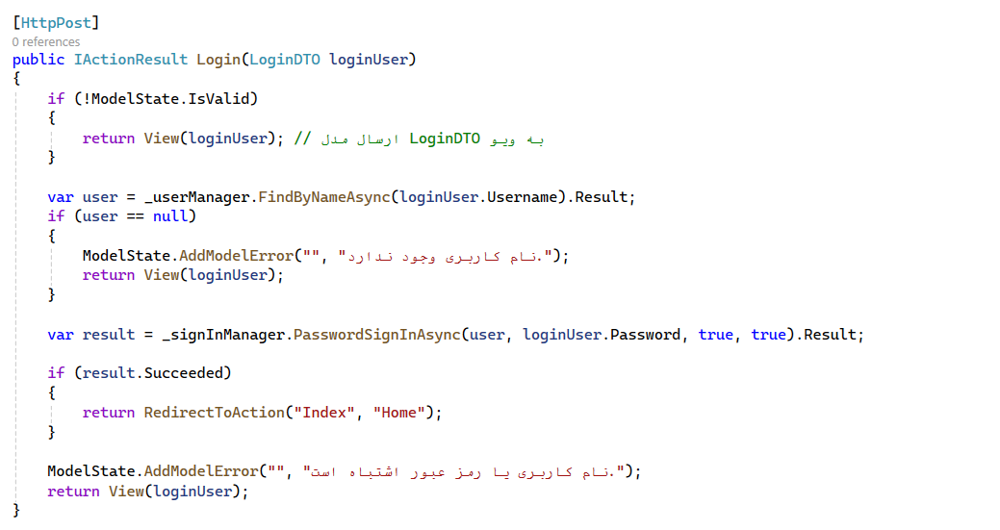 [HttpPost]
0 references
public IActionResult Login(LoginDTO loginUser)
{
if (!ModelState.IsValid)
{
return View(loginUser); // ارسال مدل LoginDTO به ویو
}
var user = _userManager.FindByNameAsync(loginUser.Username).Result;
if (user == null)
{
ModelState.AddModelError("", "نام کاربری وجود ندارد.");
return View(loginUser);
}
var result = _signInManager.PasswordSignInAsync(user, loginUser.Password, true, true).Result;
if (result.Succeeded)
{
return RedirectToAction("Index", "Home");
}
ModelState.AddModelError("", "نام کاربری یا رمز عبور اشتباه است.");
return View(loginUser);
}